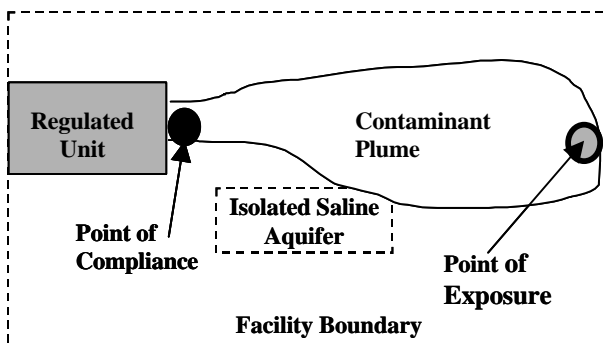 Regulated
Unit
Contaminant
Plume
Isolated Saline
Aquifer
Point of
Compliance
Point of
Exposure
Facility Boundary